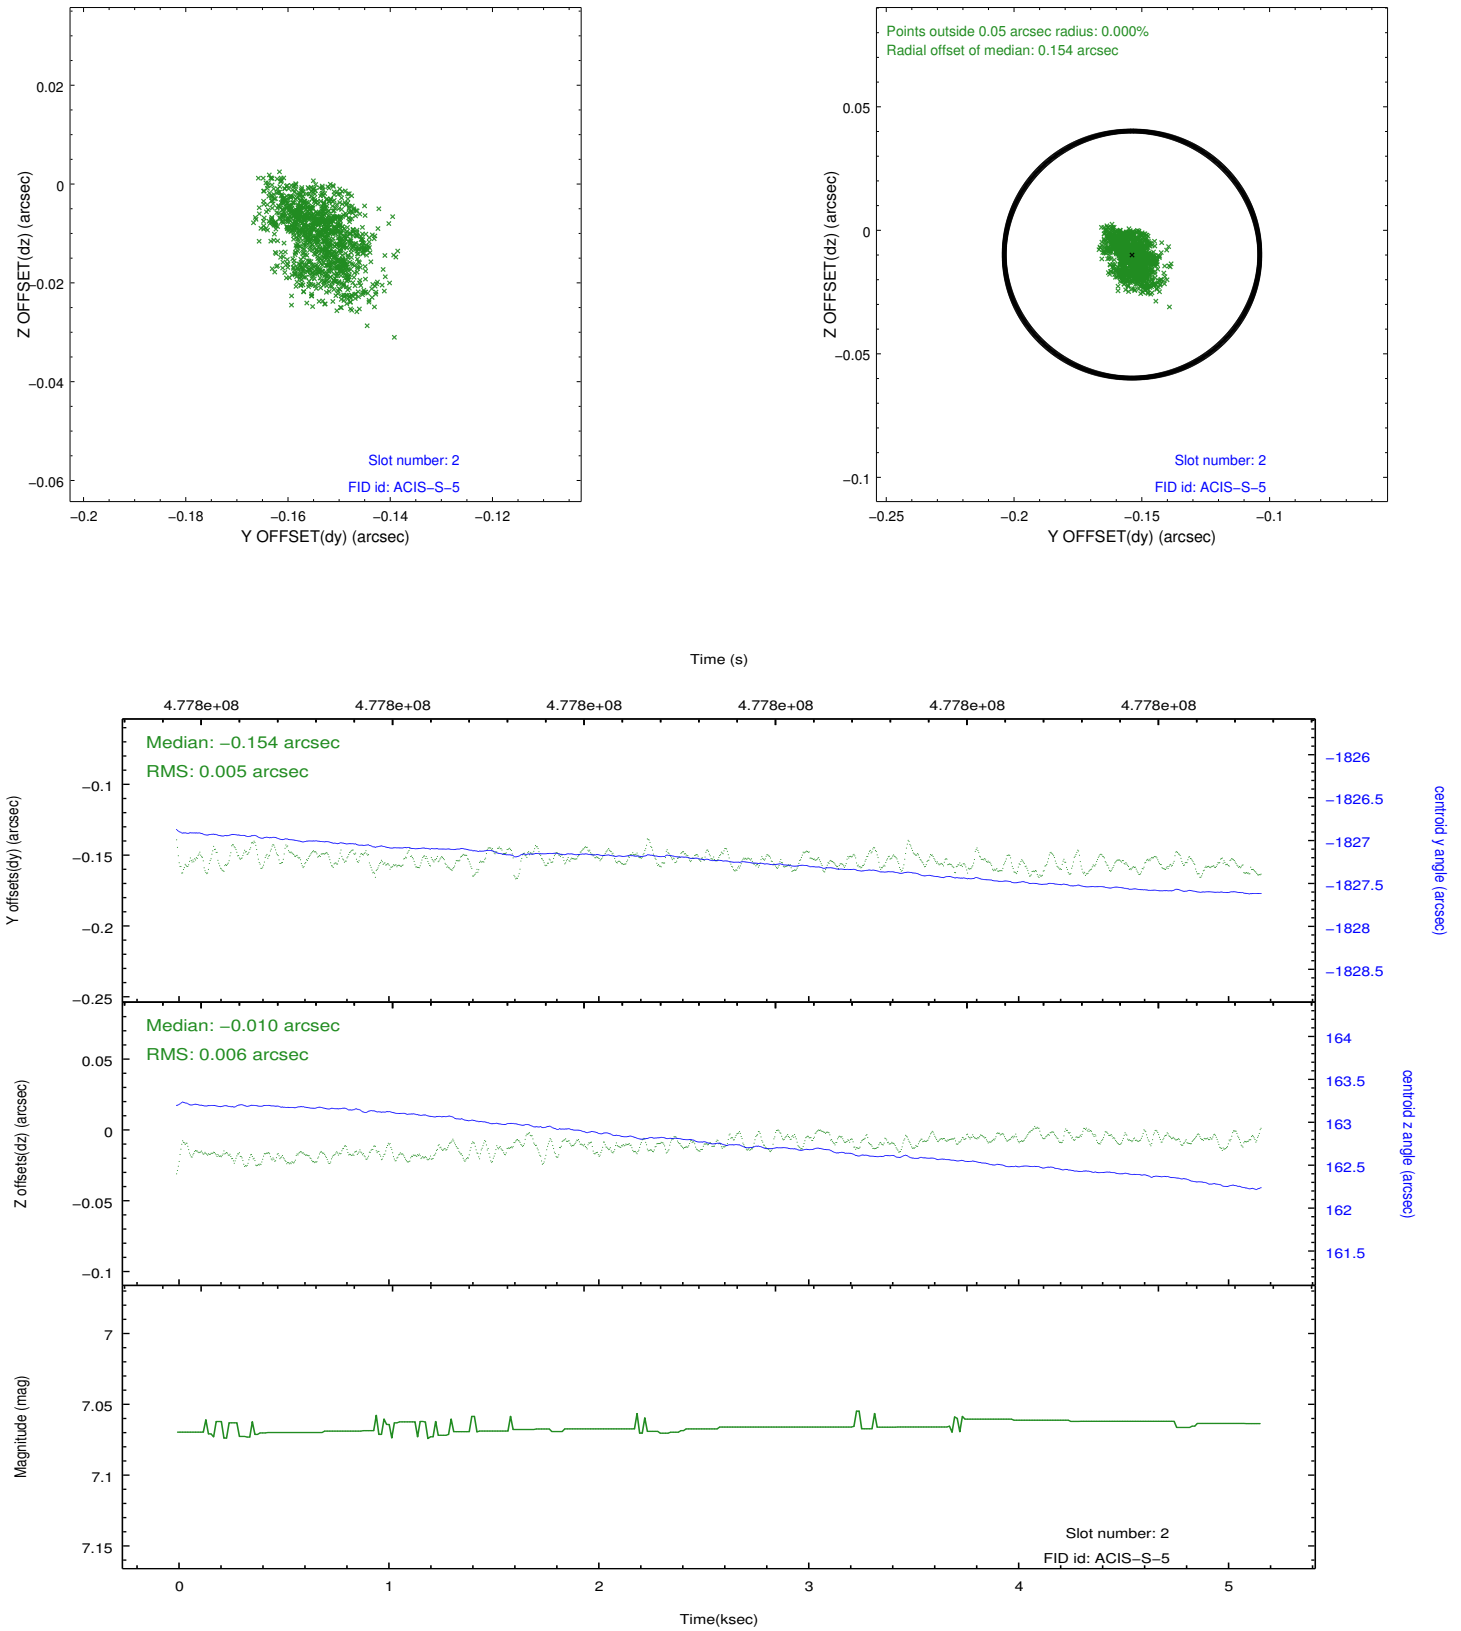 0.02
0
−0.02
−0.04
−0.06
Z OFFSET(dz) (arcsec)
Slot number: 2
FID id: ACIS−S−5
−0.2
−0.18
−0.16
−0.14
−0.12
Y OFFSET(dy) (arcsec)
Points outside 0.05 arcsec radius: 0.000%
Radial offset of median: 0.154 arcsec
0.05
0
−0.05
−0.1
Z OFFSET(dz) (arcsec)
Slot number: 2
FID id: ACIS−S−5
−0.25
−0.2
−0.15
−0.1
Y OFFSET(dy) (arcsec)
Time (s)
4.778e+08
4.778e+08
4.778e+08
4.778e+08
4.778e+08
4.778e+08
Median: −0.154 arcsec
RMS: 0.005 arcsec
−0.1
−0.15
−0.2
−0.25
Y offsets(dy) (arcsec)
−1826
−1826.5
−1827
−1827.5
−1828
−1828.5
centroid y angle (arcsec)
Median: −0.010 arcsec
RMS: 0.006 arcsec
0.05
0
−0.05
−0.1
Z offsets(dz) (arcsec)
164
163.5
163
162.5
162
161.5
centroid z angle (arcsec)
7
7.05
7.1
7.15
Magnitude (mag)
Slot number: 2
FID id: ACIS−S−5
0
1
2
3
4
5
Time(ksec)